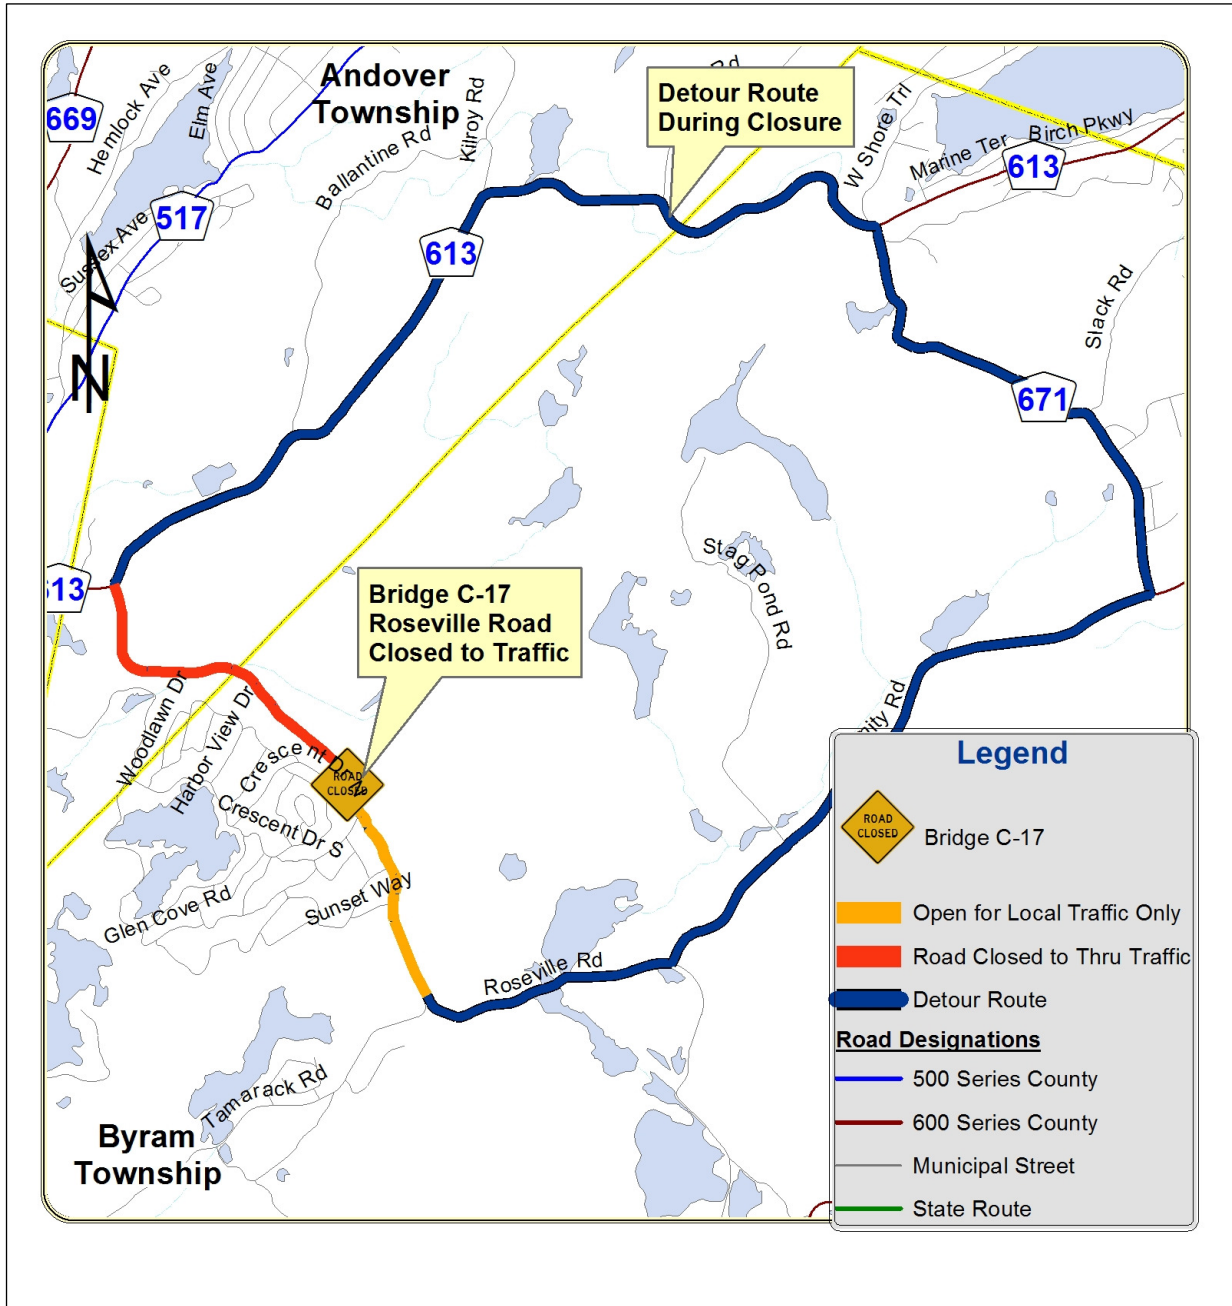 Andover
Township
669
Hemlock Ave
Elm Ave
517
Sussex Ave
Ballantine Rd
Kilroy Rd
Rd
Detour Route
During Closure
W Shore Trl
Marine Ter
Birch Pkwy
613
613
N
Slack Rd
671
Stag Pond Rd
13
Bridge C-17
Roseville Road
Closed to Traffic
Woodlawn Dr
Harbor View Dr
Crescent Dr N
ROAD
CLOSED
Crescent Dr S
Glen Cove Rd
Sunset Way
Roseville Rd
nity Rd
Tamarack Rd
Byram
Township
Legend
ROAD
CLOSED
Bridge C-17
Open for Local Traffic Only
Road Closed to Thru Traffic
Detour Route
Road Designations
500 Series County
600 Series County
Municipal Street
State Route